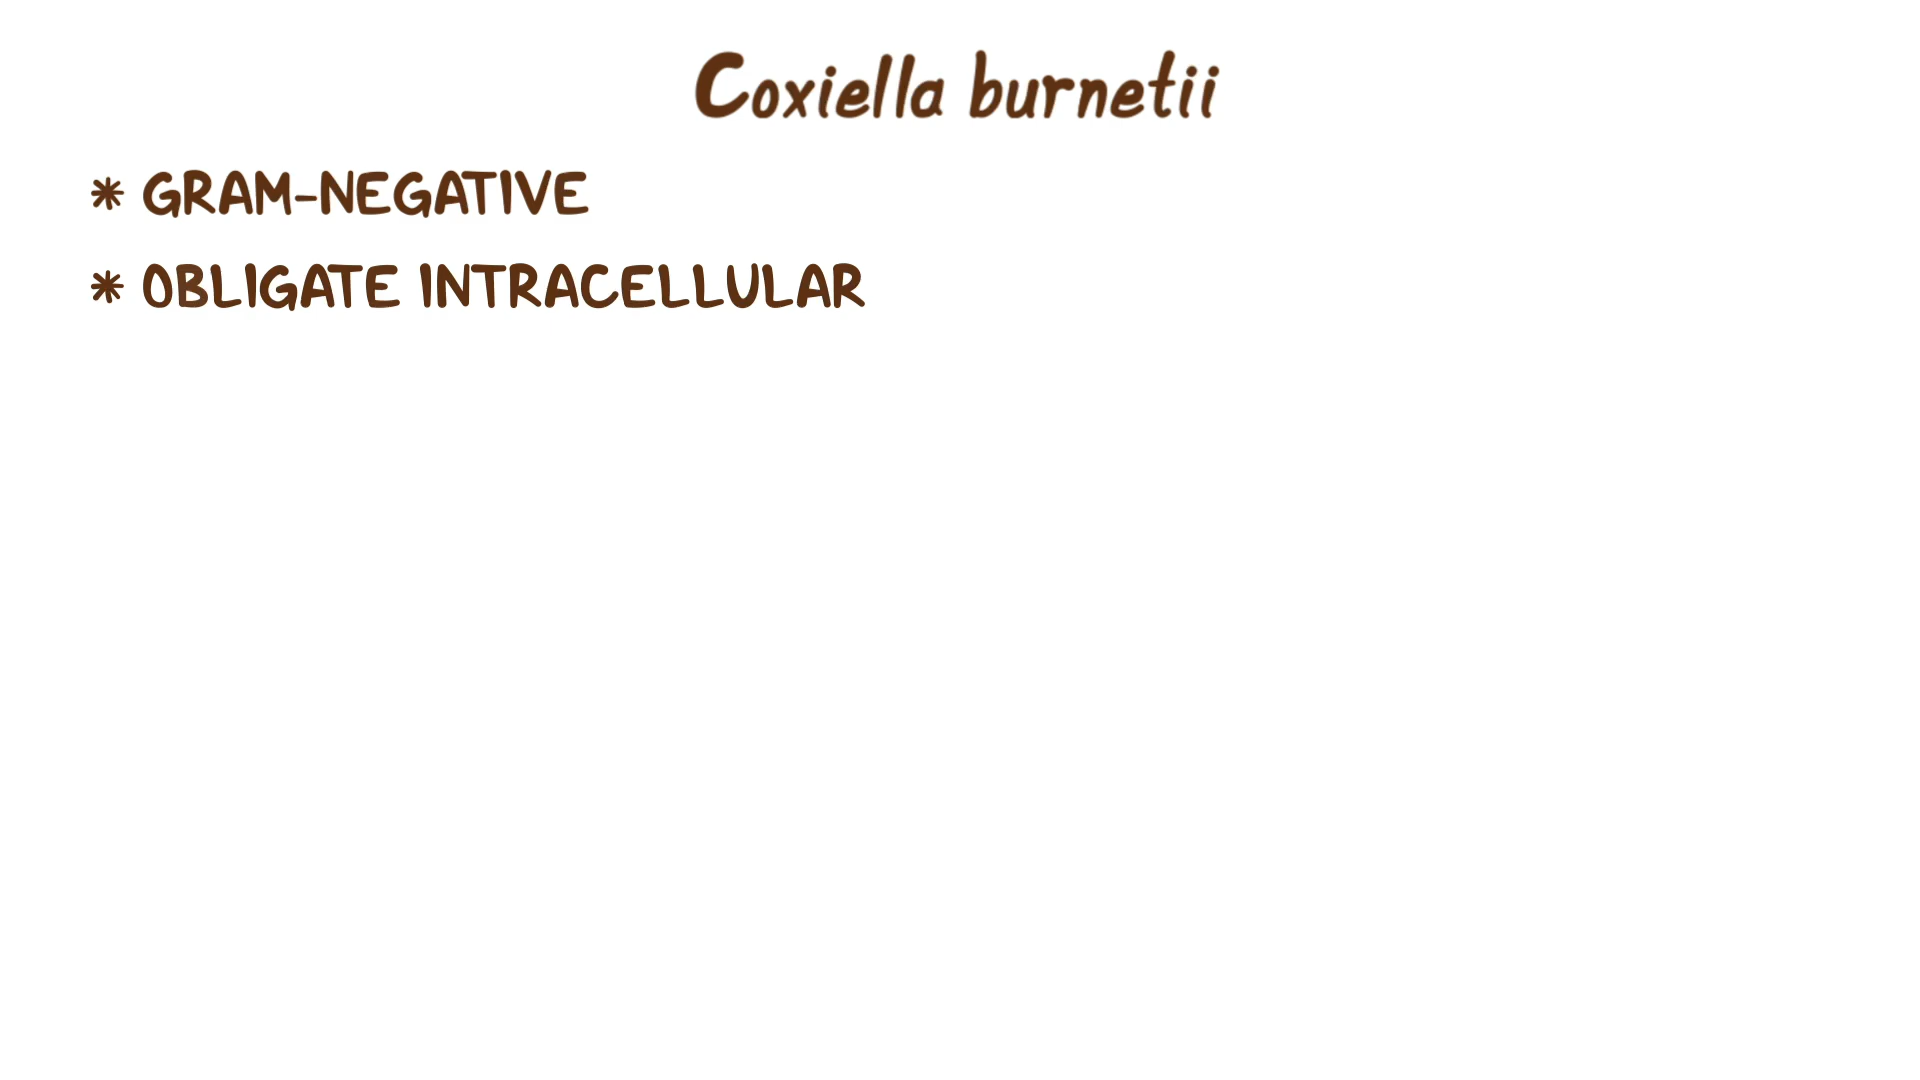 Coxiella burnetii
* GRAM-NEGATIVE
* OBLIGATE INTRACELLULAR